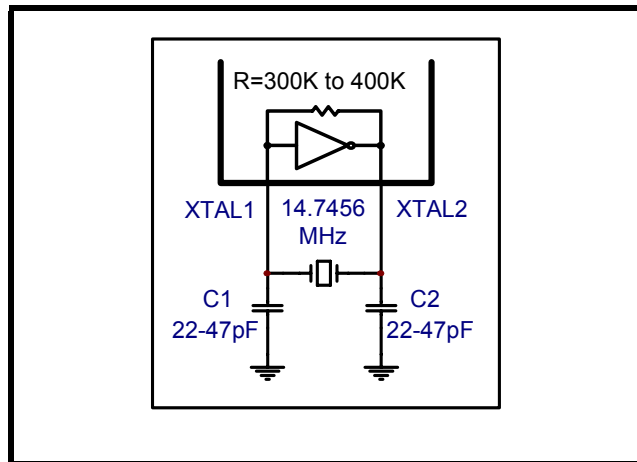 R=300K to 400K
XTAL1
14.7456
MHz
XTAL2
C1
22-47pF
C2
22-47pF